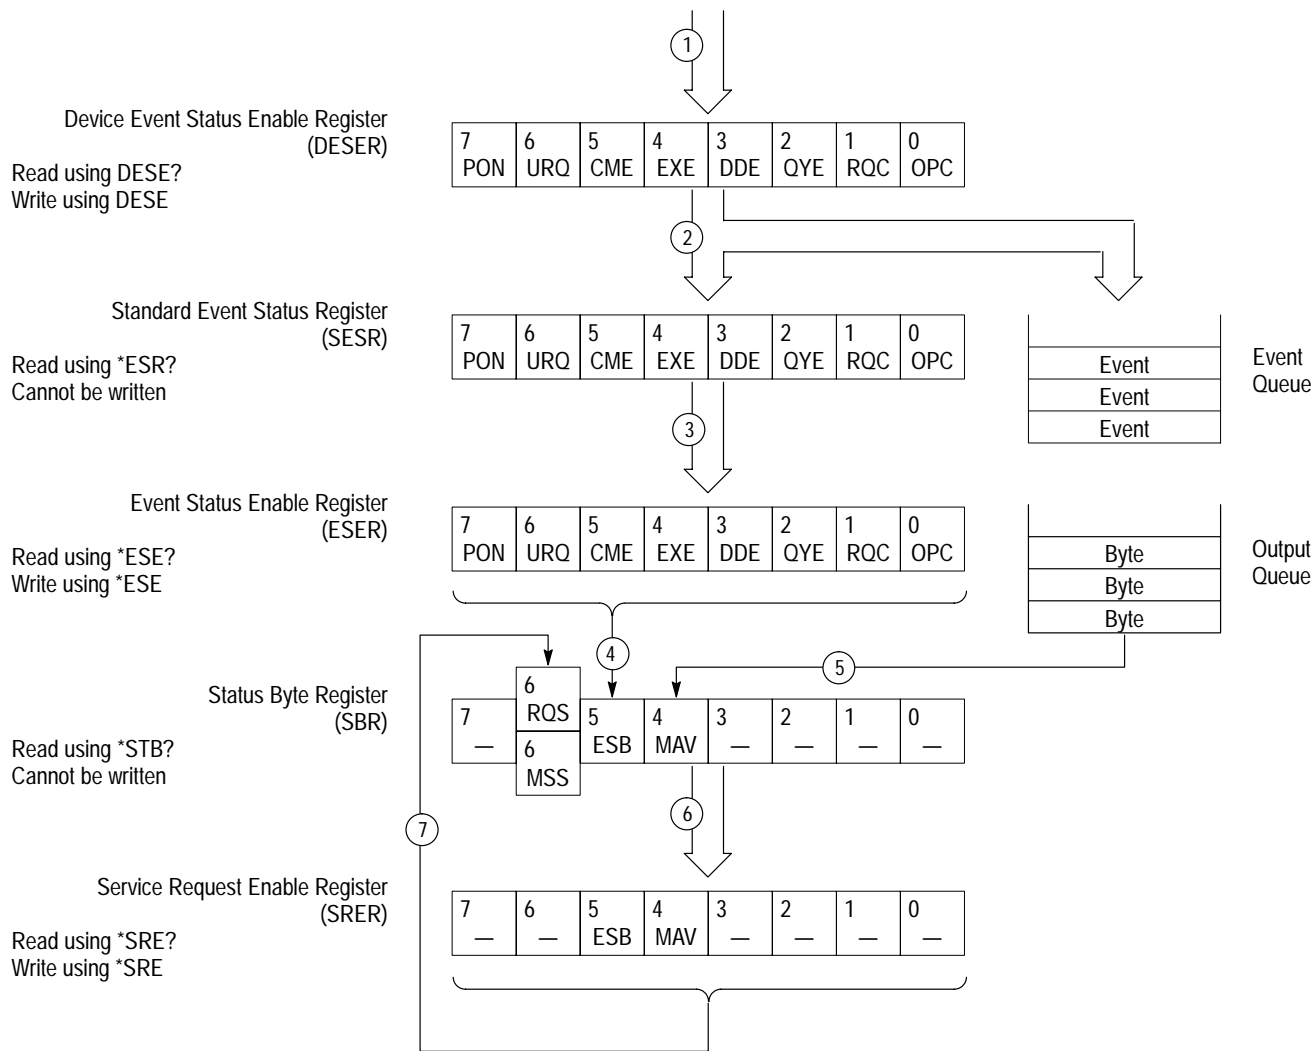 1
Device Event Status Enable Register
(DESER)
Read using DESE?
Write using DESE
7 6 5 4 3 2 1 0
PON URQ CME EXE DDE QYE RQC OPC
2
Standard Event Status Register
(SESR)
Read using *ESR?
Cannot be written
7 6 5 4 3 2 1 0
PON URQ CME EXE DDE QYE RQC OPC
Event
Event
Event
Event
Queue
3
Event Status Enable Register
(ESER)
Read using *ESE?
Write using *ESE
7 6 5 4 3 2 1 0
PON URQ CME EXE DDE QYE RQC OPC
Byte
Byte
Byte
Output
Queue
4
5
Status Byte Register
(SBR)
Read using *STB?
Cannot be written
6
RQS
7 5 4 3 2 1 0
— ESB MAV — — — —
6
MSS
7
6
Service Request Enable Register
(SRER)
Read using *SRE?
Write using *SRE
7 6 5 4 3 2 1 0
— — ESB MAV — — — —